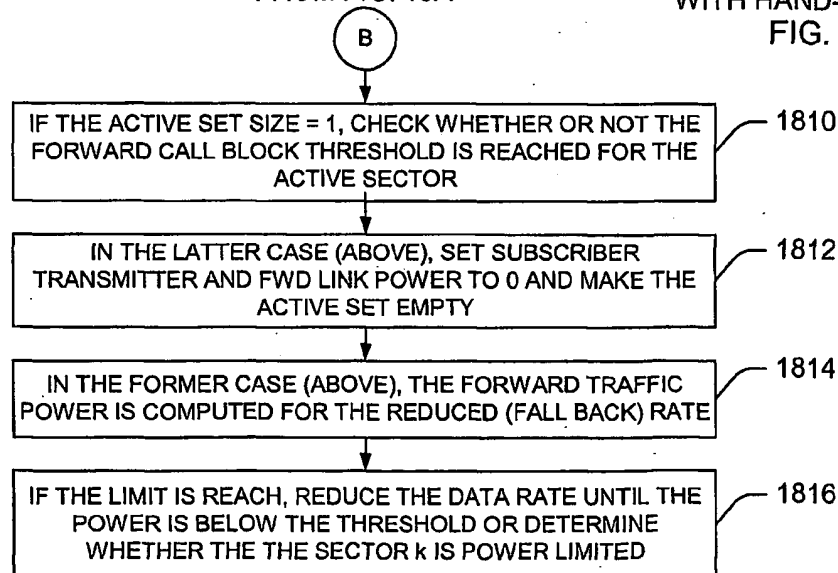 WITH HAND-
FIG.
B
IF THE ACTIVE SET SIZE = 1, CHECK WHETHER OR NOT THE
FORWARD CALL BLOCK THRESHOLD IS REACHED FOR THE
ACTIVE SECTOR
1810
IN THE LATTER CASE (ABOVE), SET SUBSCRIBER
TRANSMITTER AND FWD LINK POWER TO 0 AND MAKE THE
ACTIVE SET EMPTY
1812
IN THE FORMER CASE (ABOVE), THE FORWARD TRAFFIC
POWER IS COMPUTED FOR THE REDUCED (FALL BACK) RATE
1814
IF THE LIMIT IS REACH, REDUCE THE DATA RATE UNTIL THE
POWER IS BELOW THE THRESHOLD OR DETERMINE
WHETHER THE THE SECTOR k IS POWER LIMITED
1816